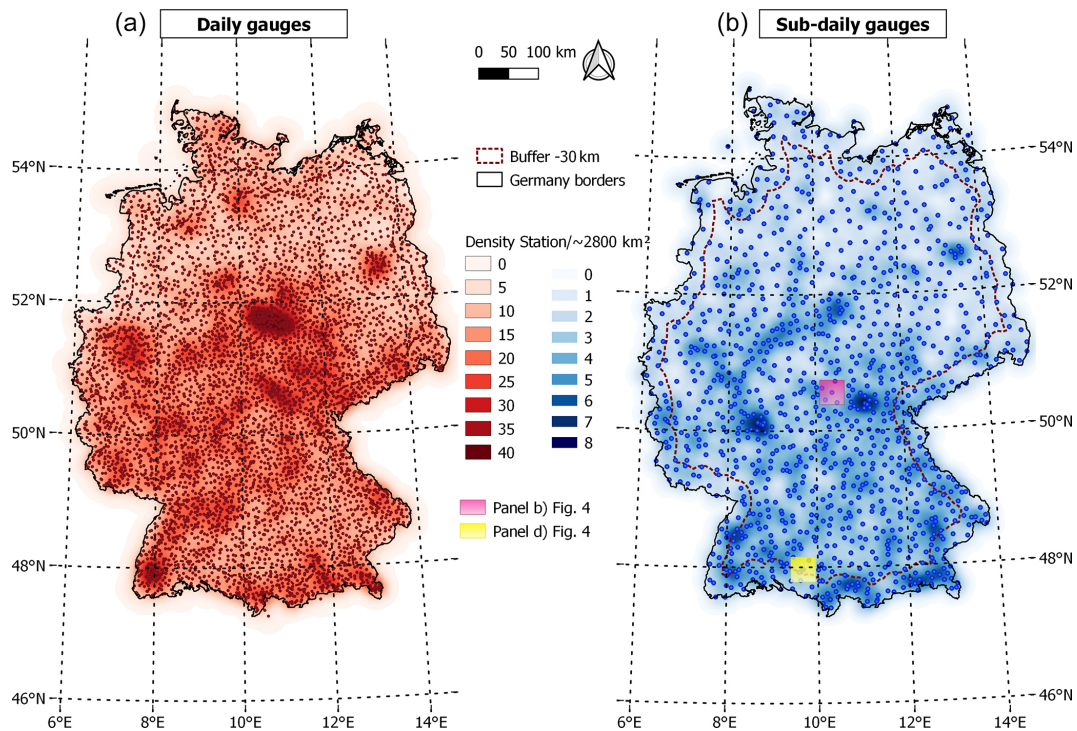 (a) Daily gauges
(b) Sub-daily gauges
0 50 100 km
Buffer -30 km
Germany borders
Density Station/~2800 km²
0
5
10
15
20
25
30
35
40
0
1
2
3
4
5
6
7
8
Panel b) Fig. 4
Panel d) Fig. 4
54°N
52°N
50°N
48°N
46°N
6°E 8°E 10°E 12°E 14°E
54°N
52°N
50°N
48°N
46°N
6°E 8°E 10°E 12°E 14°E